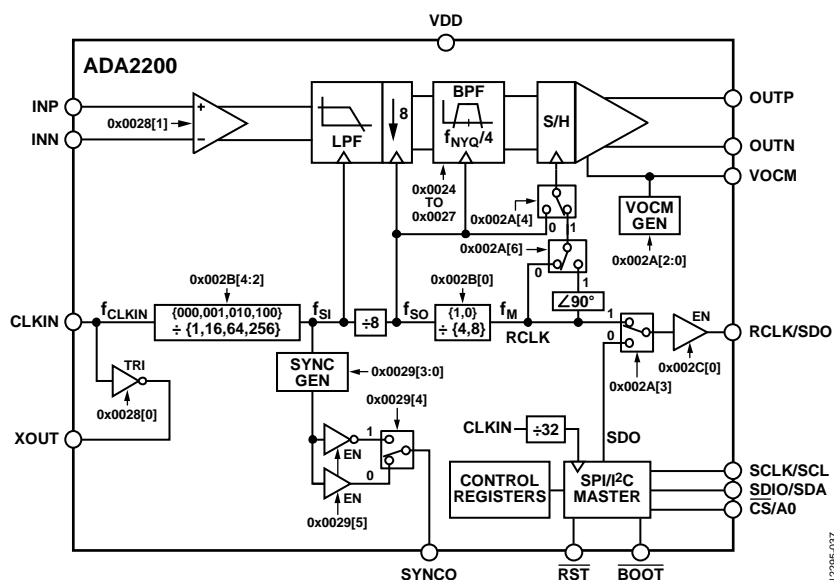 VDD
ADA2200
INP
INN
0x0028[1]
+
−
LPF
8
BPF
fNYQ/4
S/H
OUTP
OUTN
VOCM
0x0024
TO
0x0027
0x002A[4]
0
1
VOCM
GEN
0x002A[2:0]
0x002A[6]
0
1
∠90°
CLKIN
fCLKIN
0x002B[4:2]
{000,001,010,100}
÷ {1,16,64,256}
fSI
÷8
fSO
0x002B[0]
{1,0}
÷ {4,8}
fM
RCLK
1
0
EN
RCLK/SDO
0x002C[0]
0x002A[3]
SYNC
GEN
0x0029[3:0]
TRI
0x0028[0]
XOUT
0x0029[4]
1
0
EN
EN
0x0029[5]
CLKIN
÷32
SDO
CONTROL
REGISTERS
SPI/I2C
MASTER
SCLK/SCL
SDIO/SDA
CS/A0
SYNCO
RST
BOOT
12295-037